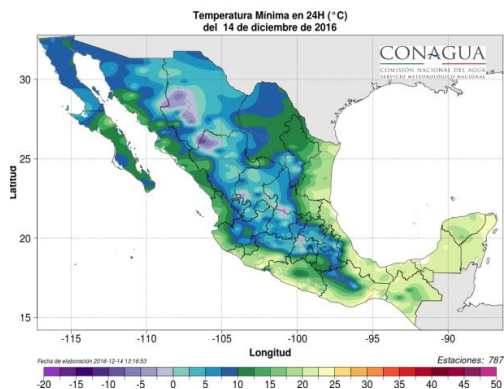 Temperatura Mínima en 24H (°C)
del 14 de diciembre de 2016
CONAGUA
COMISIÓN NACIONAL DEL AGUA
SERVICIO METEOROLÓGICO NACIONAL
Latitud
30
25
20
15
-115 -110 -105 -100 -95 -90
Longitud
Fecha de elaboración 2016-12-14 13:16:53
Estaciones: 787
-20 -15 -10 -5 0 5 10 15 20 25 30 35 40 45 50